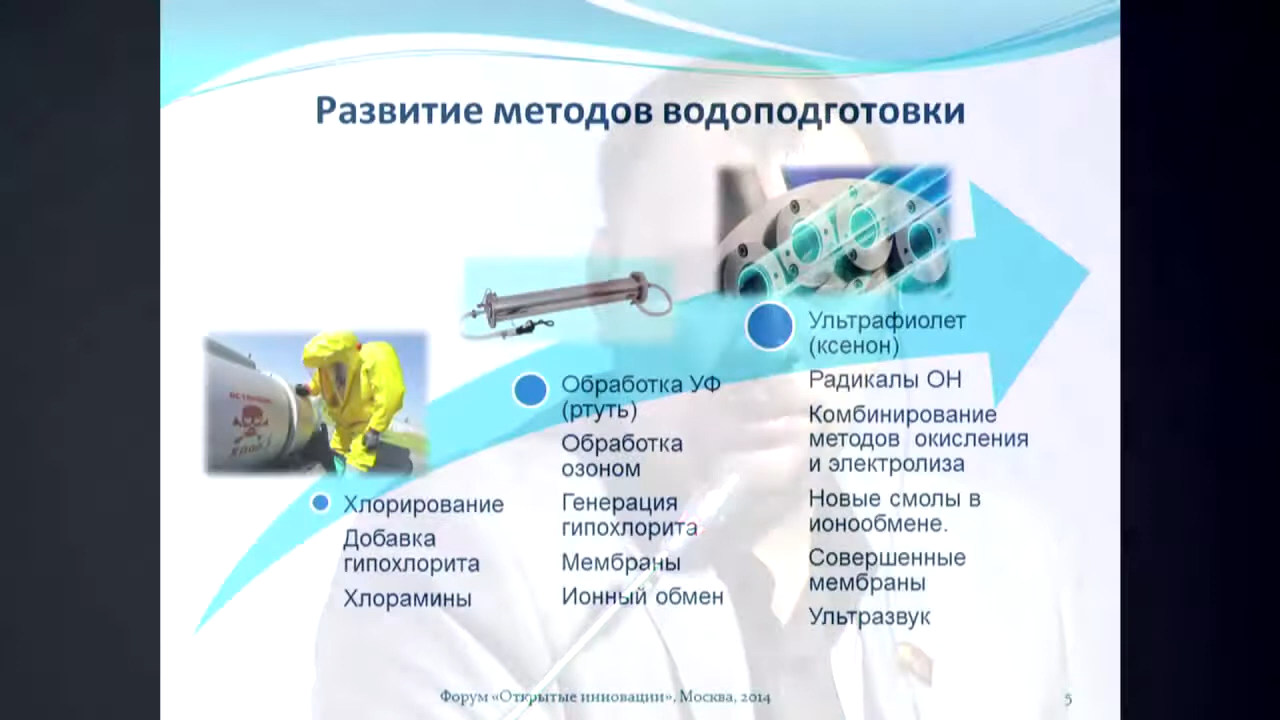 Развитие методов водоподготовки
Хлорирование
Добавка
гипохлорита
Хлорамины
Обработка УФ
(ртуть)
Обработка
озоном
Генерация
гипохлорита
Мембраны
Ионный обмен
Ультрафиолет
(ксенон)
Радикалы ОН
Комбинирование
методов окисления
и электролиза
Новые смолы в
ионообмене.
Совершенные
мембраны
Ультразвук
Форум «Открытые инновации», Москва, 2014
5